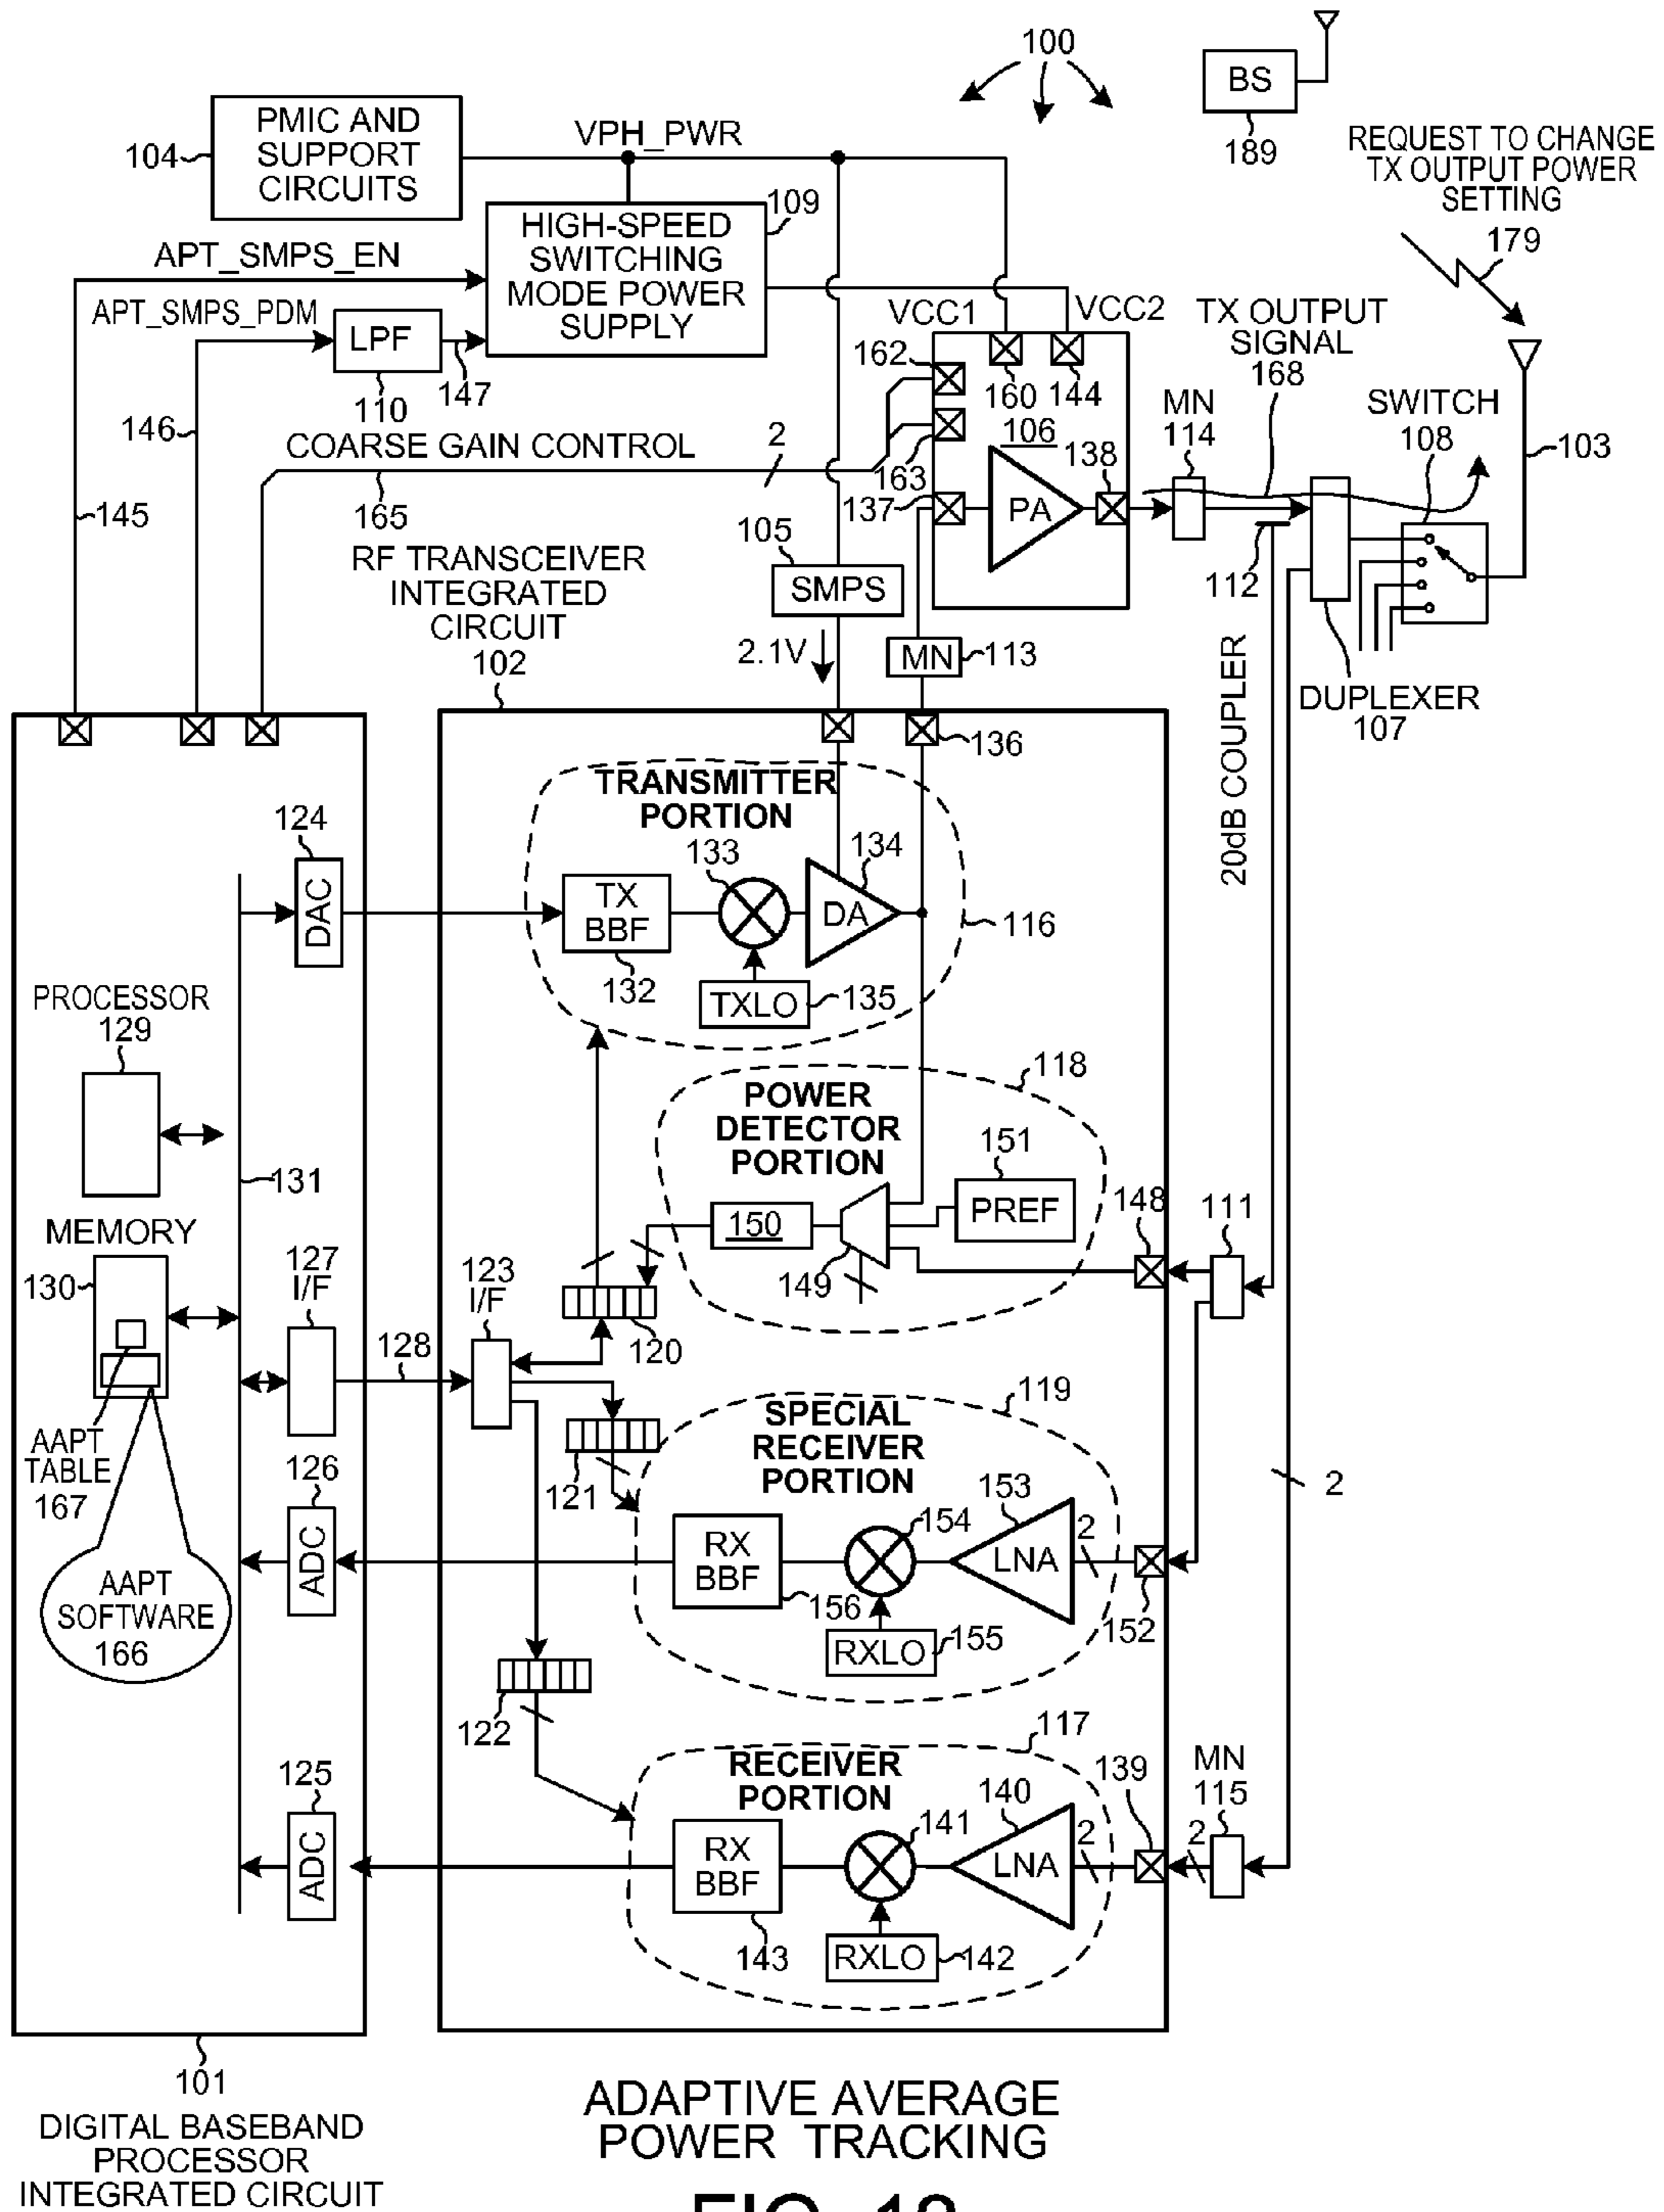 100
BS
189
PMIC AND
SUPPORT
CIRCUITS
104
VPH_PWR
REQUEST TO CHANGE
TX OUTPUT POWER
SETTING
179
109
HIGH-SPEED
SWITCHING
MODE POWER
SUPPLY
APT_SMPS_EN
APT_SMPS_PDM
LPF
110
147
VCC1
VCC2
TX OUTPUT
SIGNAL
168
162
160
144
MN
114
SWITCH
108
146
COARSE GAIN CONTROL
2
163
106
138
103
145
165
137
PA
105
SMPS
112
RF TRANSCEIVER
INTEGRATED
CIRCUIT
102
2.1V
MN
113
20dB COUPLER
DUPLEXER
107
136
TRANSMITTER
PORTION
124
DAC
133
134
TX
BBF
DA
132
TXLO
135
116
PROCESSOR
129
118
POWER
DETECTOR
PORTION
151
131
150
PREF
148
111
MEMORY
130
127
I/F
123
I/F
149
120
128
119
SPECIAL
RECEIVER
PORTION
AAPT
TABLE
167
126
121
2
153
154
RX
BBF
LNA
2
ADC
AAPT
SOFTWARE
166
156
RXLO
155
152
122
117
RECEIVER
PORTION
139
MN
115
125
140
141
RX
BBF
LNA
2
2
ADC
143
RXLO
142
101
DIGITAL BASEBAND
PROCESSOR
INTEGRATED CIRCUIT
ADAPTIVE AVERAGE
POWER TRACKING